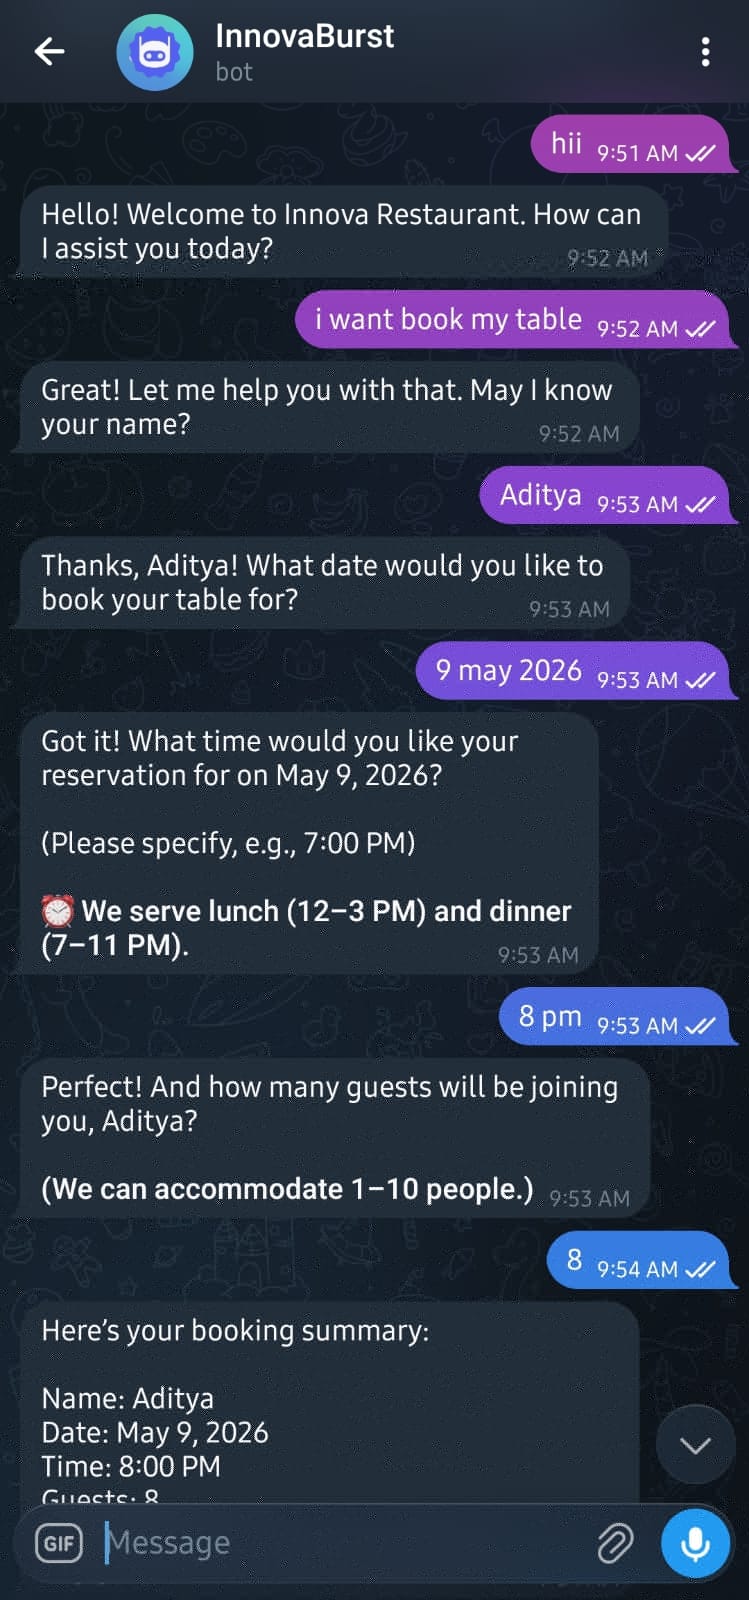 InnovaBurst
bot
hii 9:51 AM
Hello! Welcome to Innova Restaurant. How can
I assist you today? 9:52 AM
i want book my table 9:52 AM
Great! Let me help you with that. May I know
your name? 9:52 AM
Aditya 9:53 AM
Thanks, Aditya! What date would you like to
book your table for? 9:53 AM
9 may 2026 9:53 AM
Got it! What time would you like your
reservation for on May 9, 2026?
(Please specify, e.g., 7:00 PM)
⏰ We serve lunch (12–3 PM) and dinner
(7–11 PM). 9:53 AM
8 pm 9:53 AM
Perfect! And how many guests will be joining
you, Aditya?
(We can accommodate 1–10 people.) 9:53 AM
8 9:54 AM
Here's your booking summary:
Name: Aditya
Date: May 9, 2026
Time: 8:00 PM
Guests: 8
GIF Message